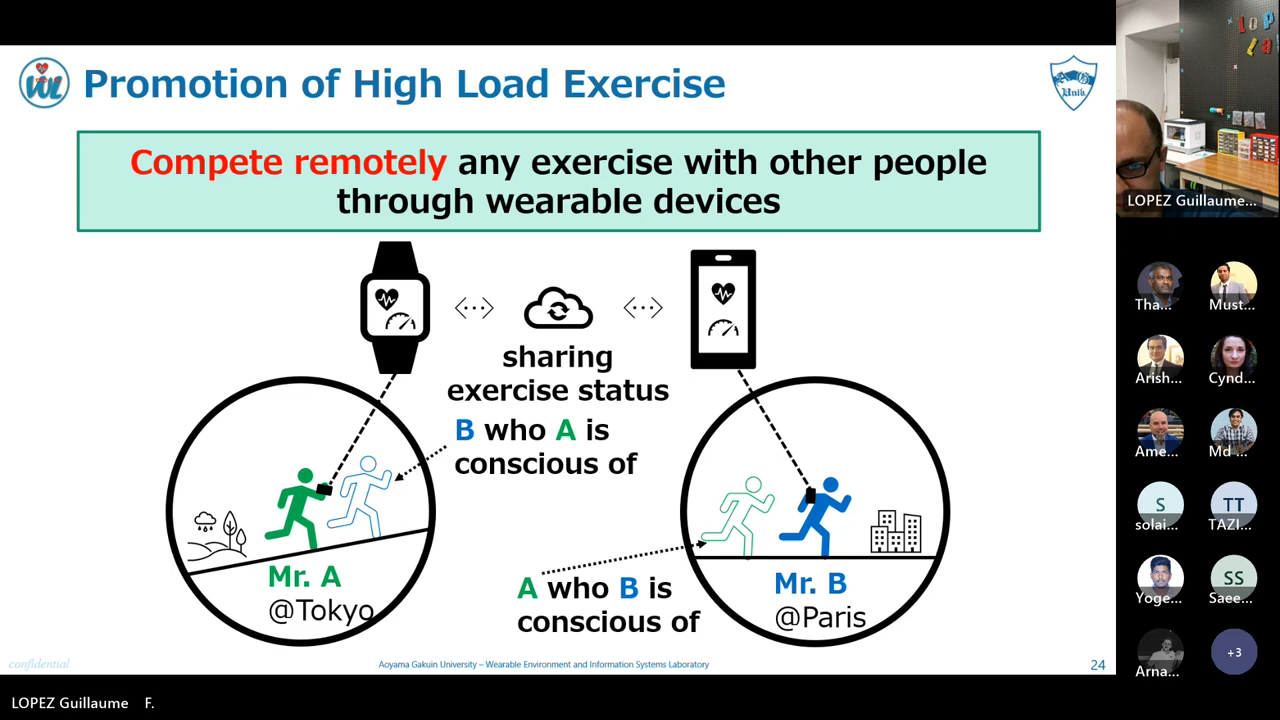 Promotion of High Load Exercise
Compete remotely any exercise with other people
through wearable devices
sharing
exercise status
B who A is
conscious of
Mr. A
@Tokyo
A who B is
conscious of
Mr. B
@Paris
confidential
Aoyama Gakuin University – Wearable Environment and Information Systems Laboratory
24
LOPEZ Guillaume F.
LOPEZ Guillaume...
Tha...
Must...
Arish...
Cynd...
Ame...
Md ...
S
solai...
TT
TAZI...
Yoge...
SS
Saee...
Arna...
+3